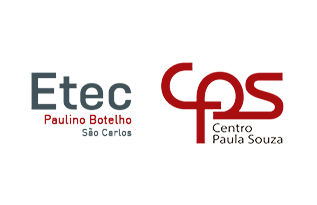 Etec
Paulino Botelho
São Carlos
cps
Centro
Paula Souza